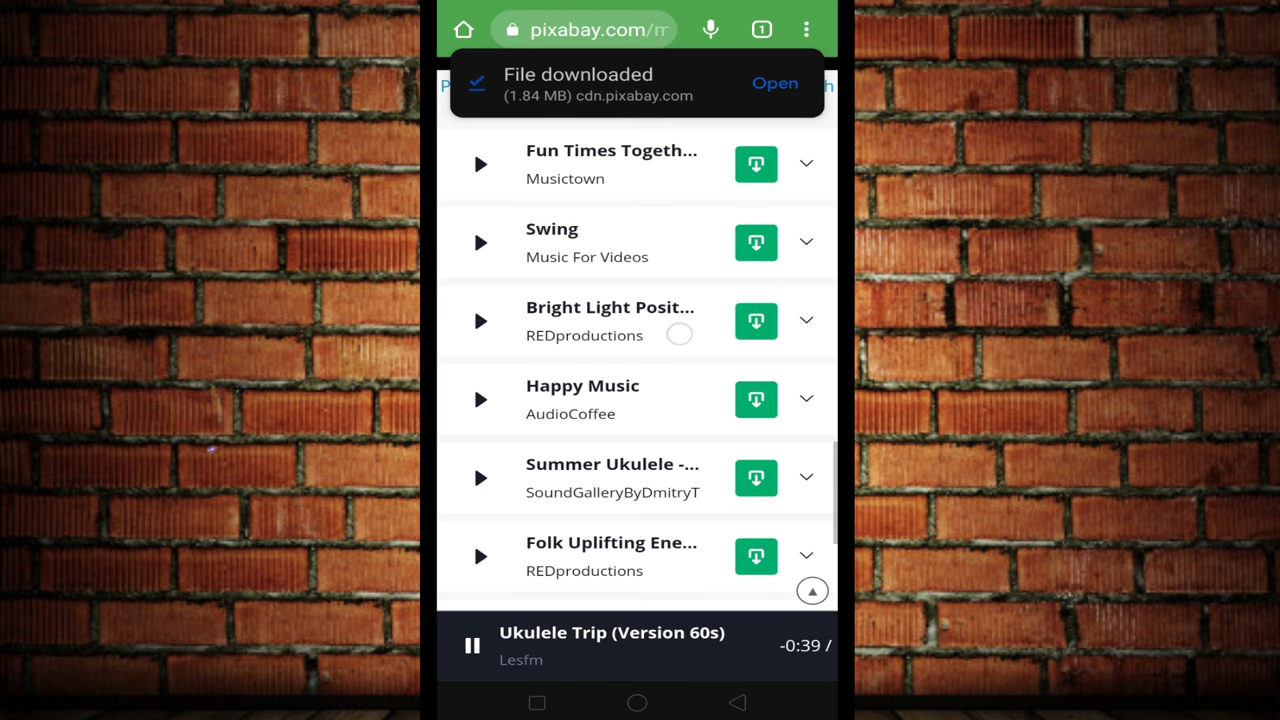 pixabay.com/m
1
File downloaded
(1.84 MB) cdn.pixabay.com
Open
P
h
Fun Times Togeth...
Musictown
Swing
Music For Videos
Bright Light Posit...
REDproductions
Happy Music
AudioCoffee
Summer Ukulele -...
SoundGalleryByDmitryT
Folk Uplifting Ene...
REDproductions
Ukulele Trip (Version 60s)
Lesfm
-0:39 /